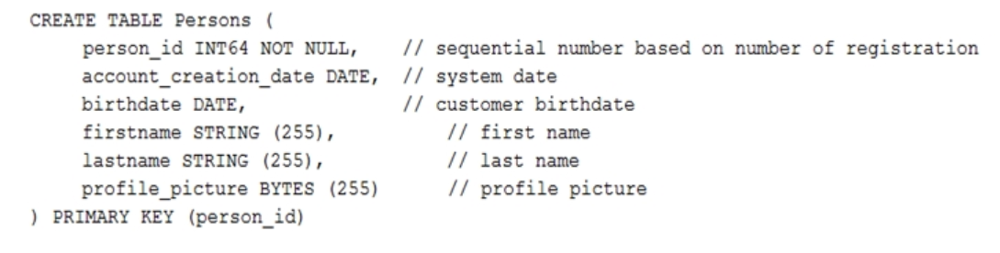 CREATE TABLE Persons (
person_id INT64 NOT NULL, // sequential number based on number of registration
account_creation_date DATE, // system date
birthdate DATE, // customer birthdate
firstname STRING (255), // first name
lastname STRING (255), // last name
profile_picture BYTES (255) // profile picture
) PRIMARY KEY (person_id)